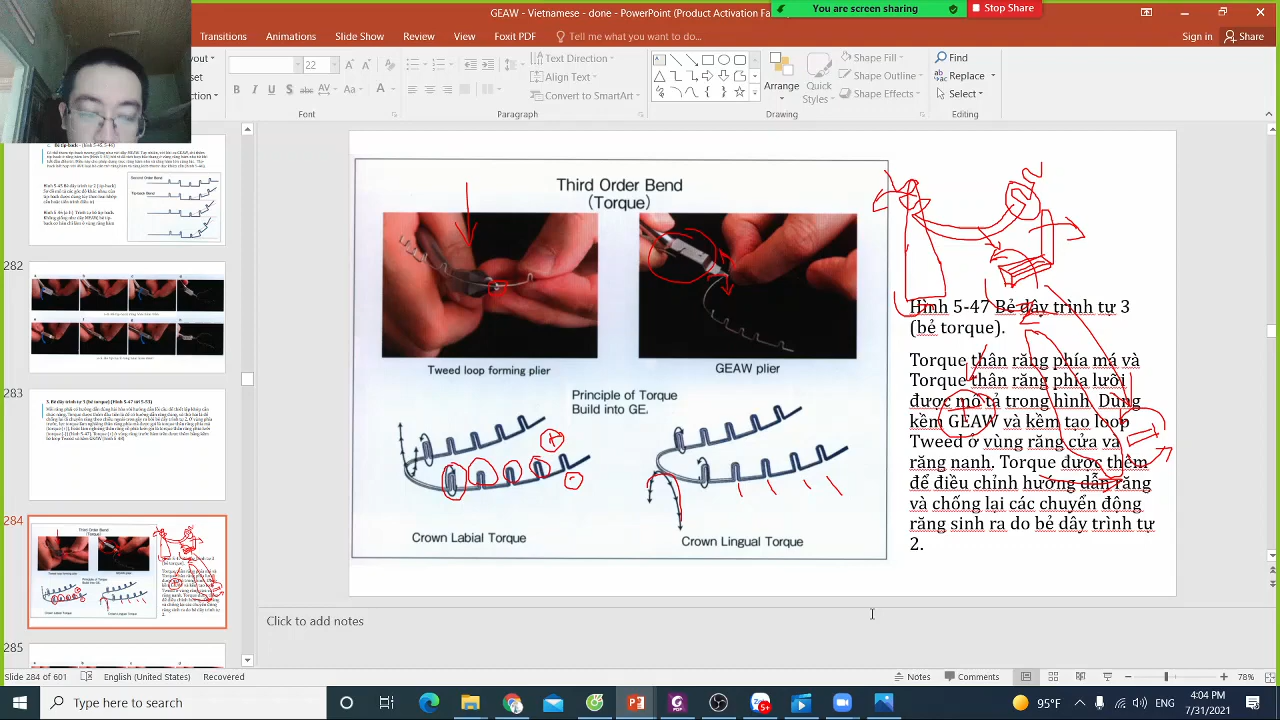 GEAW - Vietnamese - done - PowerPoint (Product Activation Fa
You are screen sharing
Stop Share
Transitions
Animations
Slide Show
Review
View
Foxit PDF
Tell me what you want to do
Sign in
Share
22
Text Direction
Align Text
Convert to SmartArt
Arrange
Quick
Styles
Shape Fill
Shape Outline
Shape Effects
Find
Replace
Select
Font
Paragraph
Drawing
Editing
282
283
284
285
Third Order Bend
(Torque)
Tweed loop forming plier
GEAW plier
Principle of Torque
Build into GE.
Crown Labial Torque
Crown Lingual Torque
Hình 5-47 Bẻ dây trình tự 3
(bẻ torque).
Torque thân răng phía má và
Torque thân răng phía lưỡi
được mô tả trong hình. Dùng
kềm GEAW và kềm tạo loop
Tweed ở vùng răng cửa và
răng nanh. Torque được thêm
để điều chỉnh hướng dẫn răng
và chống lại các chuyển động
răng sinh ra do bẻ dây trình tự
2.
Click to add notes
Slide 284 of 601
English (United States)
Recovered
Notes
Comments
78%
Type here to search
95°F
4:04 PM
7/31/2021